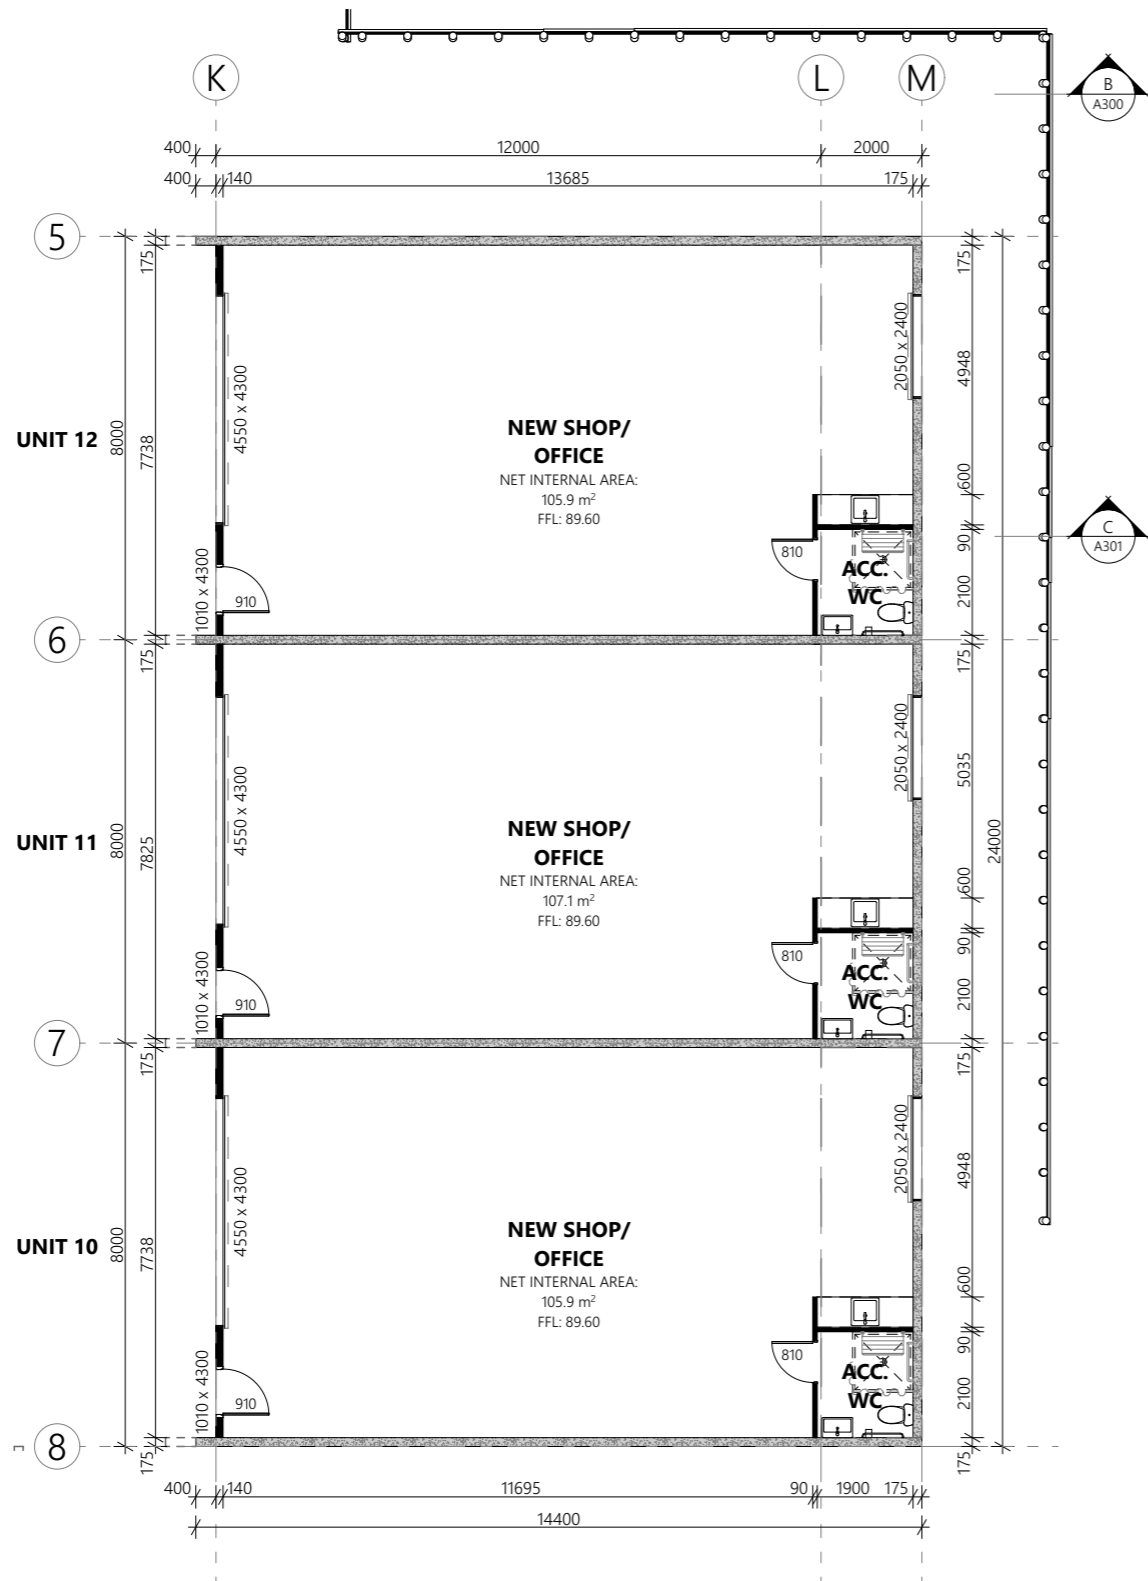 K
L
M
B
A300
400
12000
2000
400
140
13685
175
5
175
175
4550 x 4300
2050 x 2400
4948
UNIT 12
8000
7738
NEW SHOP/
OFFICE
NET INTERNAL AREA:
105.9 m²
FFL: 89.60
600
C
A301
90
810
ACC.
WC
2100
1010 x 4300
910
6
175
175
4550 x 4300
2050 x 2400
5035
UNIT 11
8000
7825
NEW SHOP/
OFFICE
NET INTERNAL AREA:
107.1 m²
FFL: 89.60
24000
600
90
810
ACC.
WC
2100
1010 x 4300
910
7
175
175
4550 x 4300
2050 x 2400
4948
UNIT 10
8000
7738
NEW SHOP/
OFFICE
NET INTERNAL AREA:
105.9 m²
FFL: 89.60
600
90
810
ACC.
WC
2100
1010 x 4300
910
8
175
175
400
140
11695
90
1900
175
14400